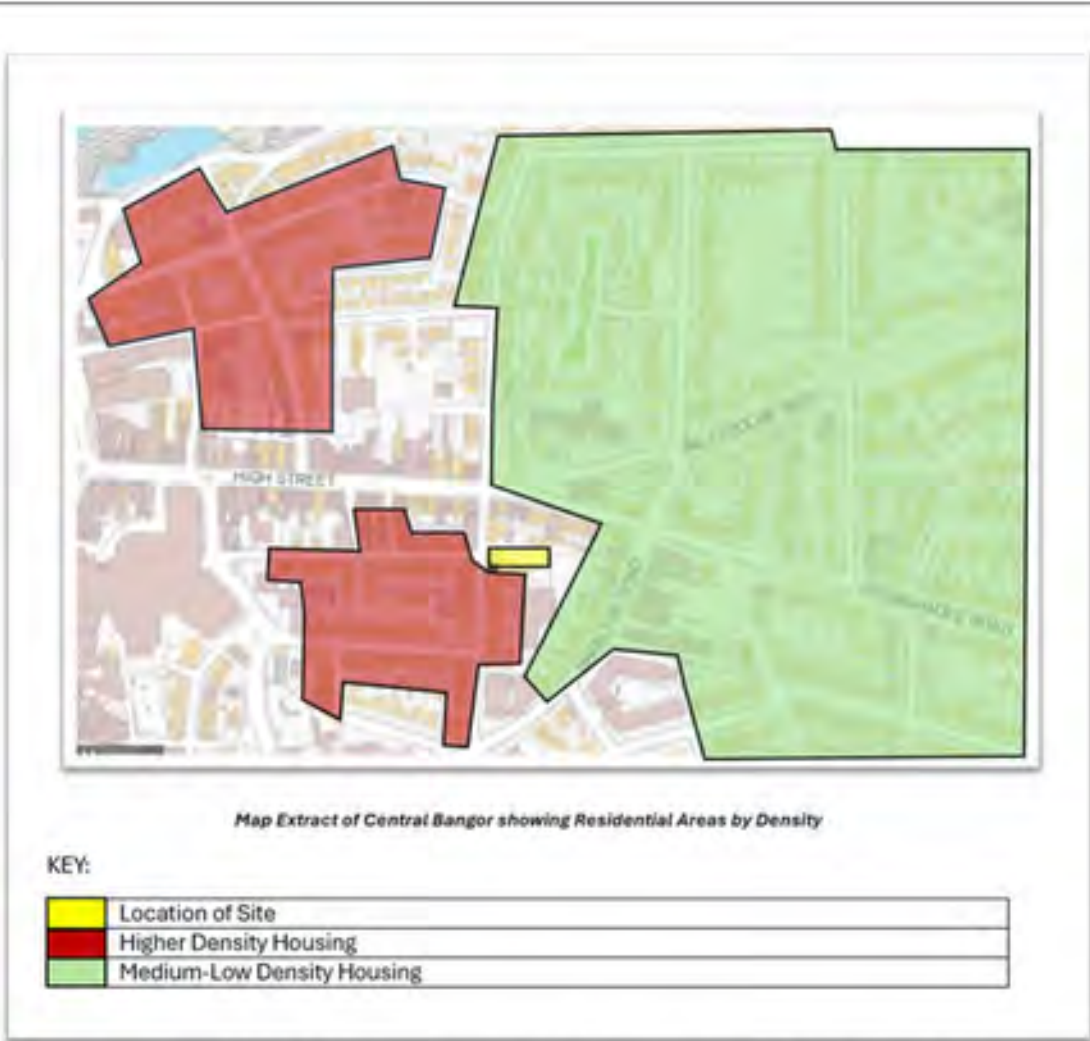 HIGH STREET
Map Extract of Central Bangor showing Residential Areas by Density
KEY:
Location of Site
Higher Density Housing
Medium-Low Density Housing